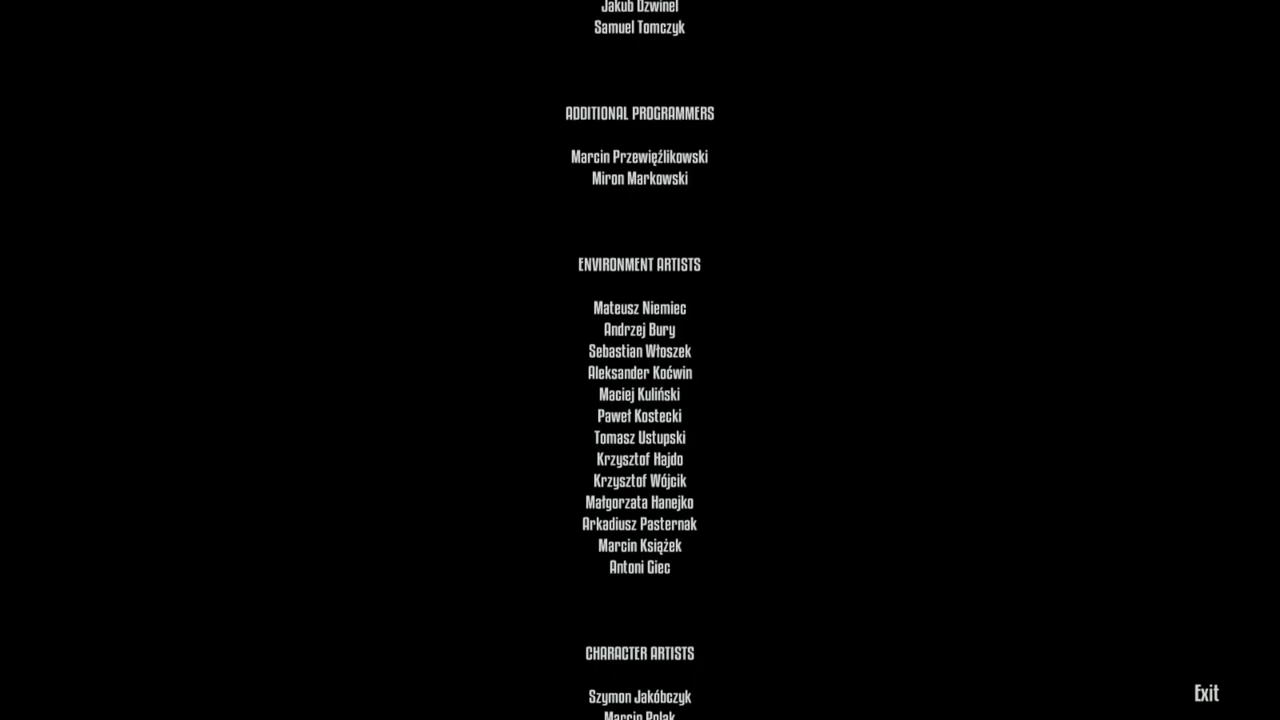 Jakub Dzwinel
Samuel Tomczyk
ADDITIONAL PROGRAMMERS
Marcin Przewięźlikowski
Miron Markowski
ENVIRONMENT ARTISTS
Mateusz Niemiec
Andrzej Bury
Sebastian Włoszek
Aleksander Koćwin
Maciej Kuliński
Paweł Kostecki
Tomasz Ustupski
Krzysztof Hajdo
Krzysztof Wójcik
Małgorzata Hanejko
Arkadiusz Pasternak
Marcin Książek
Antoni Giec
CHARACTER ARTISTS
Szymon Jakóbczyk
Marcin Polak
Exit